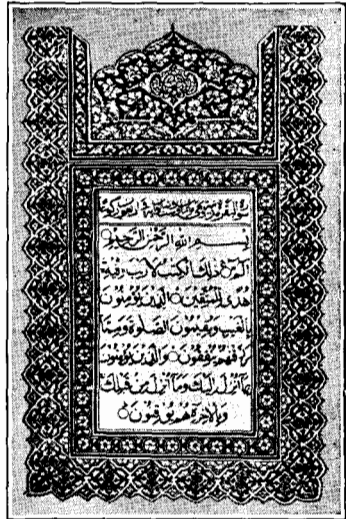 بسم الله الرحمن الرحيم
الم ذلك الكتب لا ريب فيه
هدى للمتقين الذين يؤمنون
بالغيب ويقيمون الصلوة ومما
رزقنهم ينفقون والذين يؤمنون
بما أنزل إليك وما أنزل من قبلك
وبالآخرة هم يوقنون